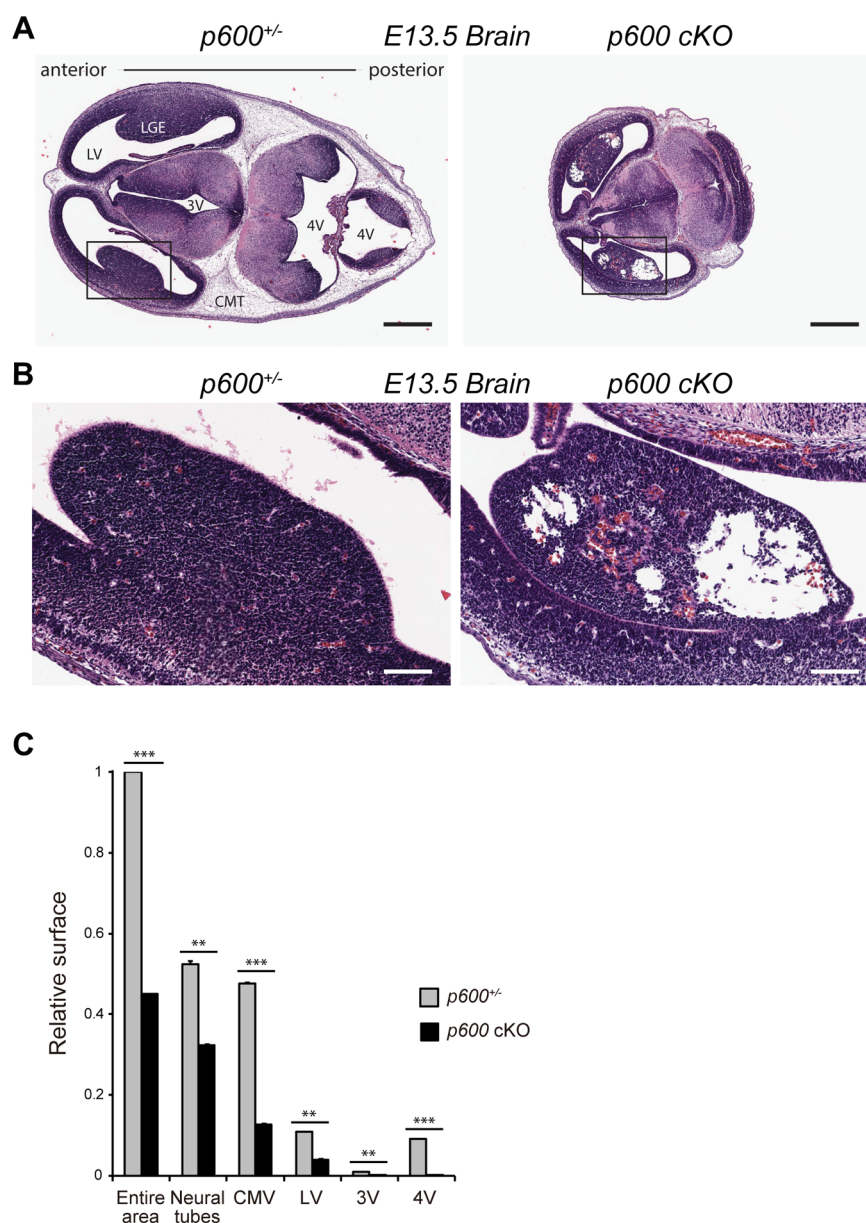 A
p600+/- E13.5 Brain p600 cKO
anterior posterior
LGE
LV
3V
4V
4V
CMT
B
p600+/- E13.5 Brain p600 cKO
C
Relative surface
1
0.8
0.6
0.4
0.2
0
***
**
***
**
**
***
p600+/-
p600 cKO
Entire area
Neural tubes
CMV
LV
3V
4V